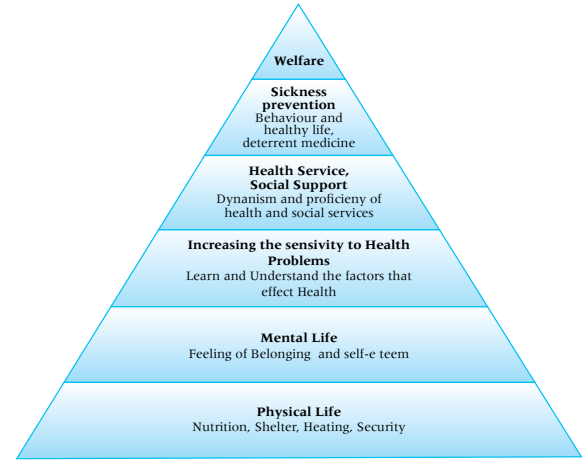 Welfare
Sickness
prevention
Behaviour and
healthy life,
deterrent medicine
Health Service,
Social Support
Dynanism and proficieny of
health and social services
Increasing the sensivity to Health
Problems
Learn and Understand the factors that
effect Health
Mental Life
Feeling of Belonging and self-e teem
Physical Life
Nutrition, Shelter, Heating, Security